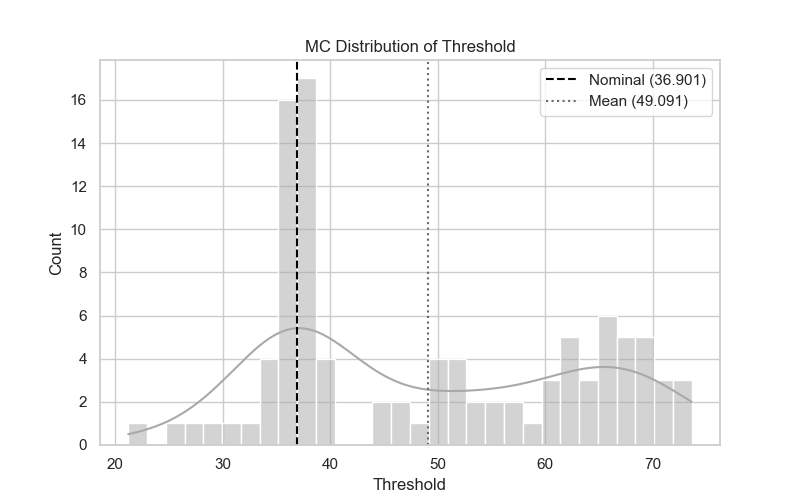 MC Distribution of Threshold
Nominal (36.901)
Mean (49.091)
16
14
12
10
8
6
4
2
0
Count
20 30 40 50 60 70
Threshold